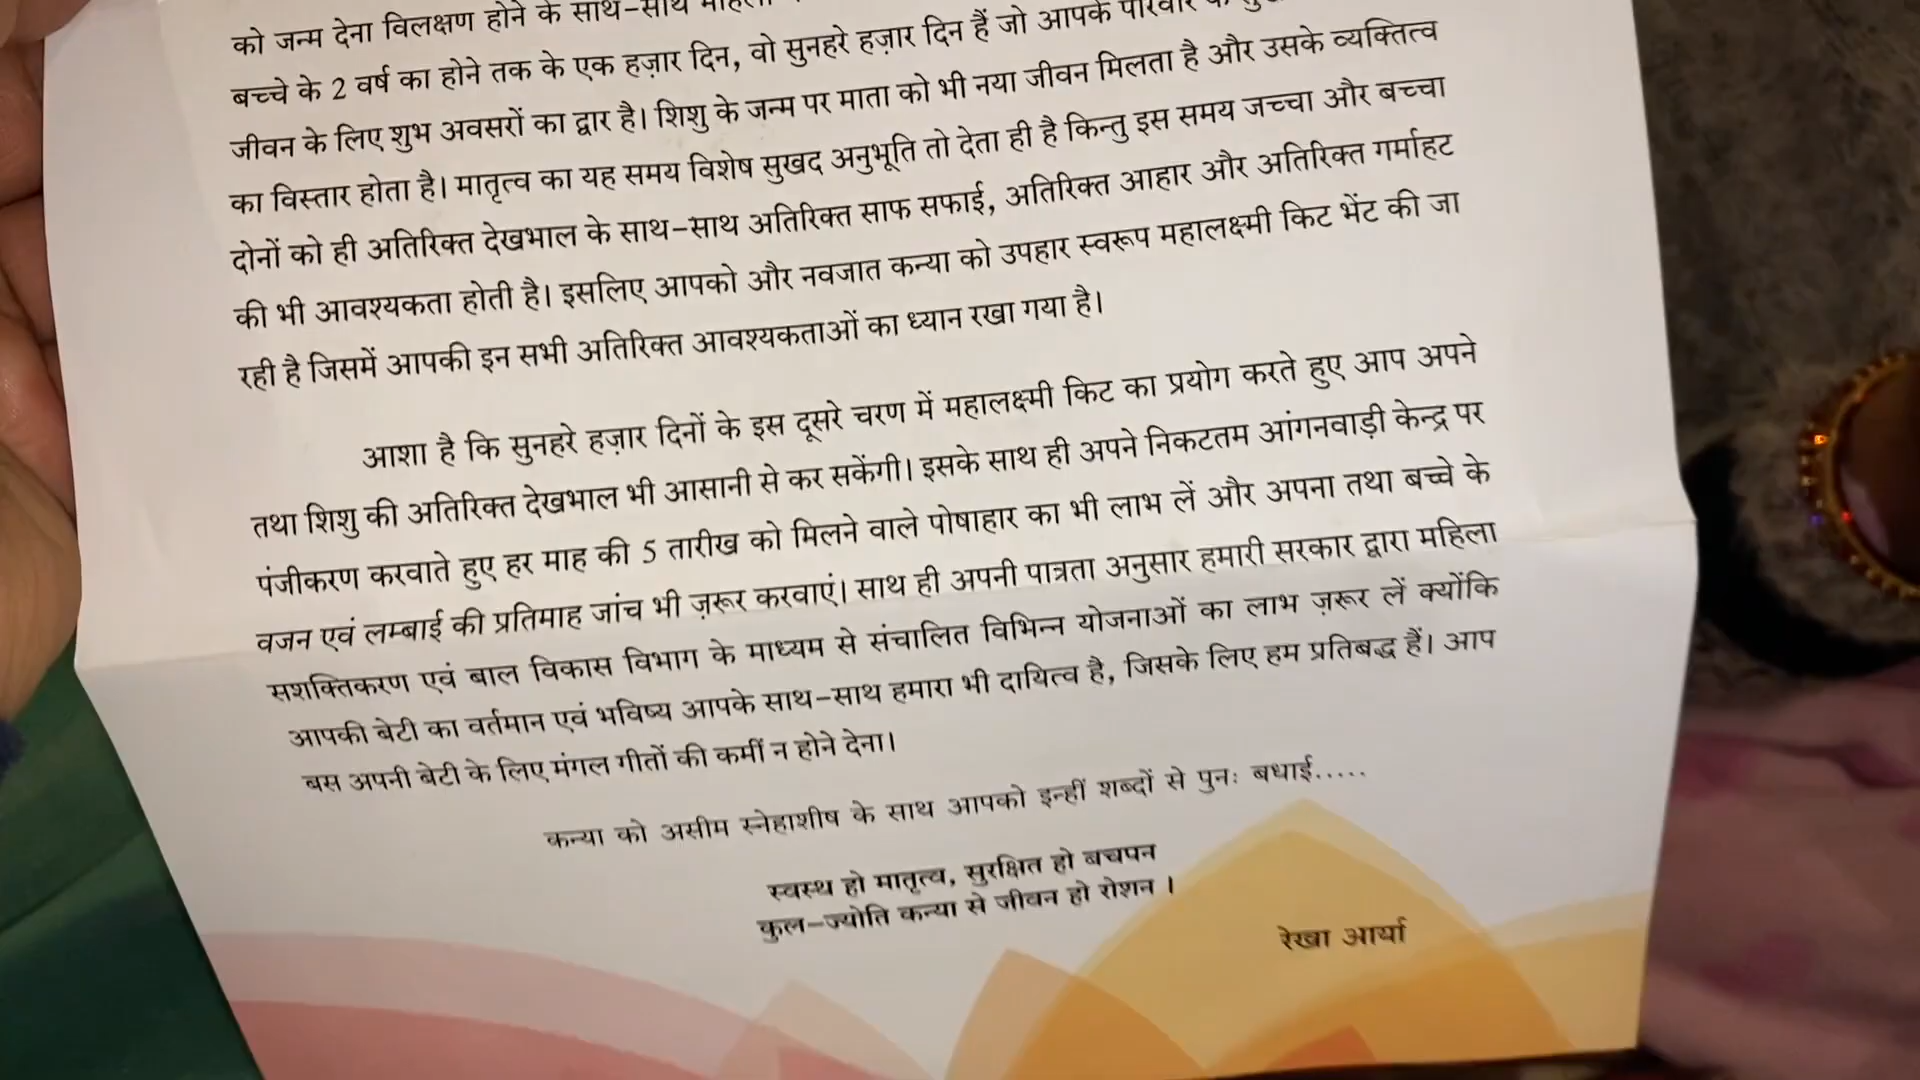 को जन्म देना विलक्षण होने के साथ-साथ
बच्चे के 2 वर्ष का होने तक के एक हज़ार दिन, वो सुनहरे हज़ार दिन हैं जो आपके परिवार के
जीवन के लिए शुभ अवसरों का द्वार है। शिशु के जन्म पर माता को भी नया जीवन मिलता है और उसके व्यक्तित्व
का विस्तार होता है। मातृत्व का यह समय विशेष सुखद अनुभूति तो देता ही है किन्तु इस समय जच्चा और बच्चा
दोनों को ही अतिरिक्त देखभाल के साथ-साथ अतिरिक्त साफ सफाई, अतिरिक्त आहार और अतिरिक्त गर्माहट
की भी आवश्यकता होती है। इसलिए आपको और नवजात कन्या को उपहार स्वरूप महालक्ष्मी किट भेंट की जा
रही है जिसमें आपकी इन सभी अतिरिक्त आवश्यकताओं का ध्यान रखा गया है।
आशा है कि सुनहरे हज़ार दिनों के इस दूसरे चरण में महालक्ष्मी किट का प्रयोग करते हुए आप अपने
तथा शिशु की अतिरिक्त देखभाल भी आसानी से कर सकेंगी। इसके साथ ही अपने निकटतम आंगनवाड़ी केन्द्र पर
पंजीकरण करवाते हुए हर माह की 5 तारीख को मिलने वाले पोषाहार का भी लाभ लें और अपना तथा बच्चे के
वजन एवं लम्बाई की प्रतिमाह जांच भी ज़रूर करवाएं। साथ ही अपनी पात्रता अनुसार हमारी सरकार द्वारा महिला
सशक्तिकरण एवं बाल विकास विभाग के माध्यम से संचालित विभिन्न योजनाओं का लाभ ज़रूर लें क्योंकि
आपकी बेटी का वर्तमान एवं भविष्य आपके साथ-साथ हमारा भी दायित्व है, जिसके लिए हम प्रतिबद्ध हैं। आप
बस अपनी बेटी के लिए मंगल गीतों की कमीं न होने देना।
कन्या को असीम स्नेहाशीष के साथ आपको इन्हीं शब्दों से पुनः बधाई.....
स्वस्थ हो मातृत्व, सुरक्षित हो बचपन
कुल-ज्योति कन्या से जीवन हो रोशन ।
रेखा आर्या